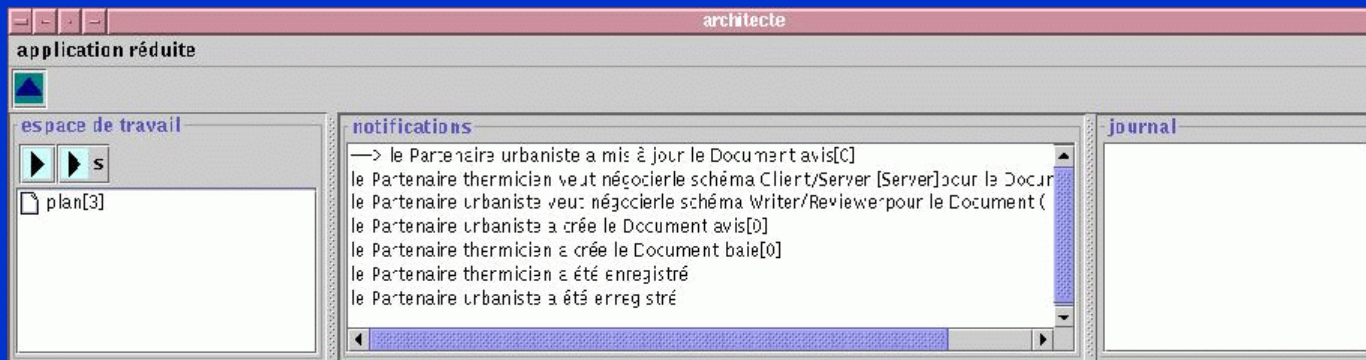 architecte
application réduite
espace de travail
s
plan[3]
notifications
—> le Partenaire urbaniste a mis à jour le Document avis[0]
le Partenaire thermicien veut négocierle schéma Client/Server [Server]pour le Docur
le Partenaire urbaniste veut négocierle schéma Writer/Reviewerpour le Document (
le Partenaire urbaniste a crée le Document avis[0]
le Partenaire thermicien a crée le Document baie[0]
le Partenaire thermicien a été enregistré
le Partenaire urbaniste a été enregistré
journal